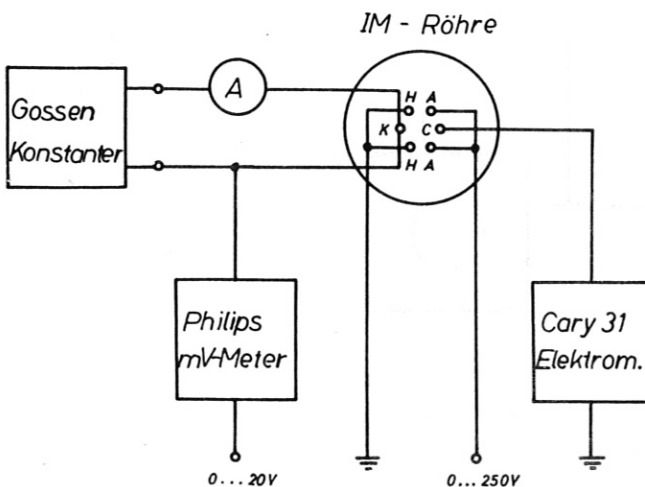 IM - Röhre
Gossen
Konstanter
A
H A
K C
H A
Philips
mV-Meter
Cary 31
Elektrom.
0...20V
0...250V